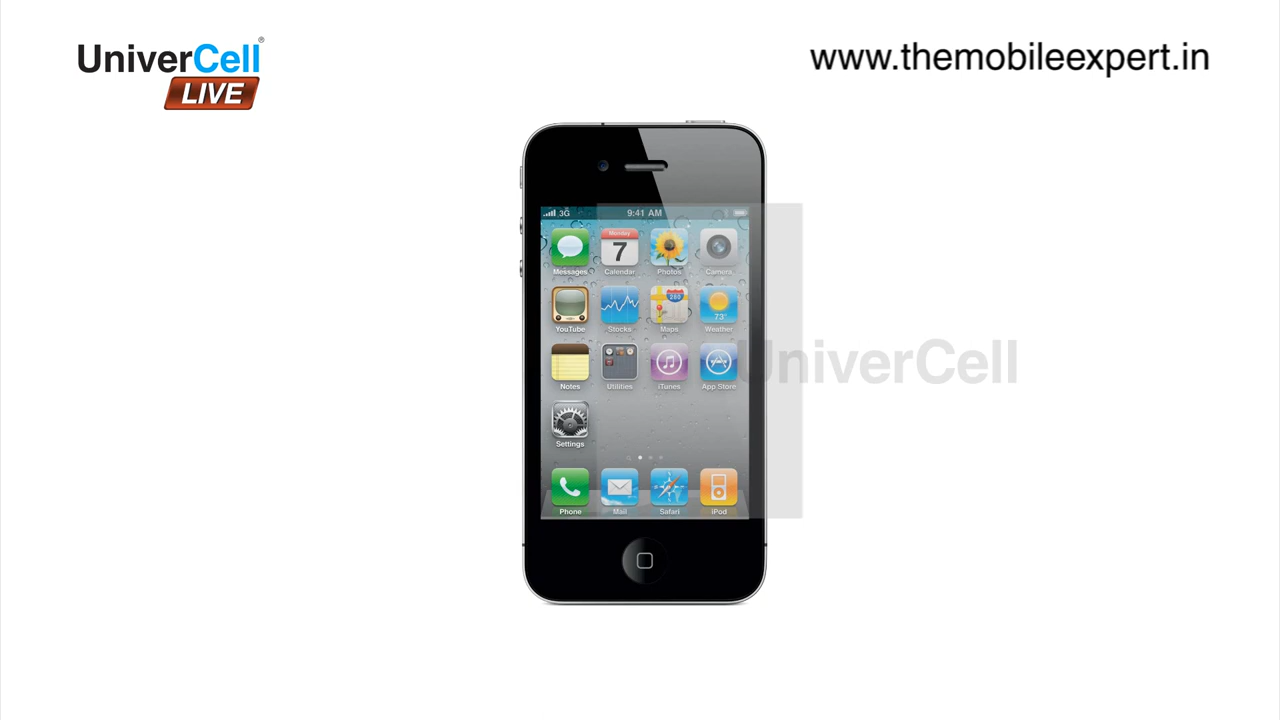 UniverCell®
LIVE
www.themobileexpert.in
3G 9:41 AM
Monday
7
Messages Calendar Photos Camera
280
73°
YouTube Stocks Maps Weather
Notes Utilities iTunes App Store
UniverCell
Settings
Phone Mail Safari iPod